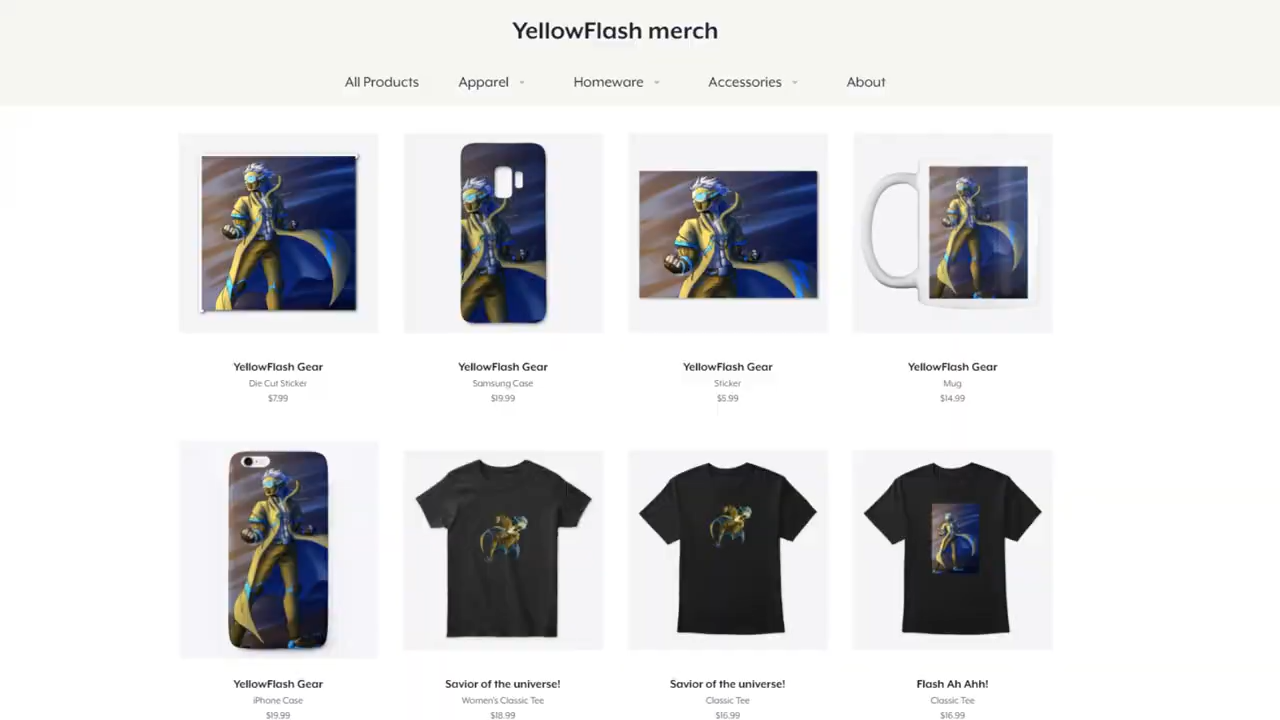 YellowFlash merch
All Products Apparel Homeware Accessories About
YellowFlash Gear YellowFlash Gear YellowFlash Gear YellowFlash Gear
Die Cut Sticker Samsung Case Sticker Mug
$7.99 $19.99 $5.99 $14.99
YellowFlash Gear Savior of the universe! Savior of the universe! Flash Ah Ahh!
iPhone Case Women's Classic Tee Classic Tee Classic Tee
$19.99 $18.99 $16.99 $16.99